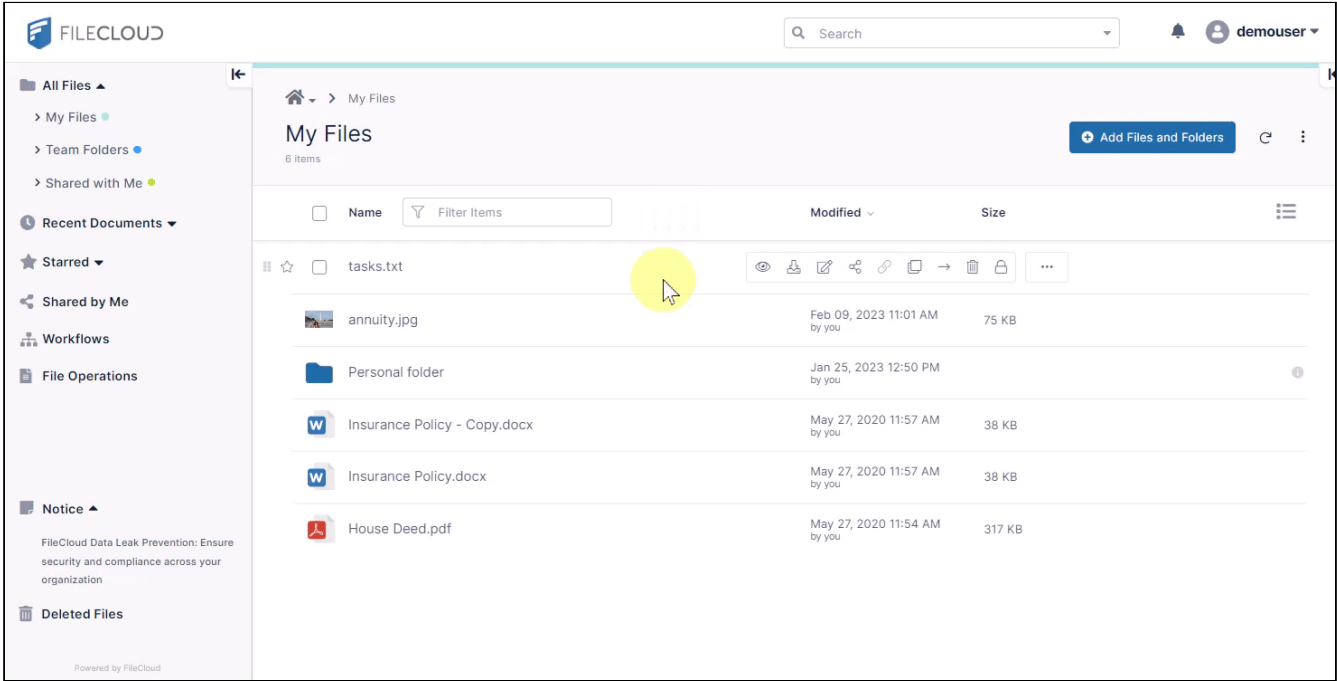 FILECLOUD
Search
demouser
All Files
My Files
Team Folders
Shared with Me
Recent Documents
Starred
Shared by Me
Workflows
File Operations
Notice
FileCloud Data Leak Prevention: Ensure
security and compliance across your
organization
Deleted Files
Powered by FileCloud
My Files
My Files
6 items
Add Files and Folders
Name
Filter Items
Modified
Size
tasks.txt
annuity.jpg
Feb 09, 2023 11:01 AM
by you
75 KB
Personal folder
Jan 25, 2023 12:50 PM
by you
W
Insurance Policy - Copy.docx
May 27, 2020 11:57 AM
by you
38 KB
W
Insurance Policy.docx
May 27, 2020 11:57 AM
by you
38 KB
House Deed.pdf
May 27, 2020 11:54 AM
by you
317 KB